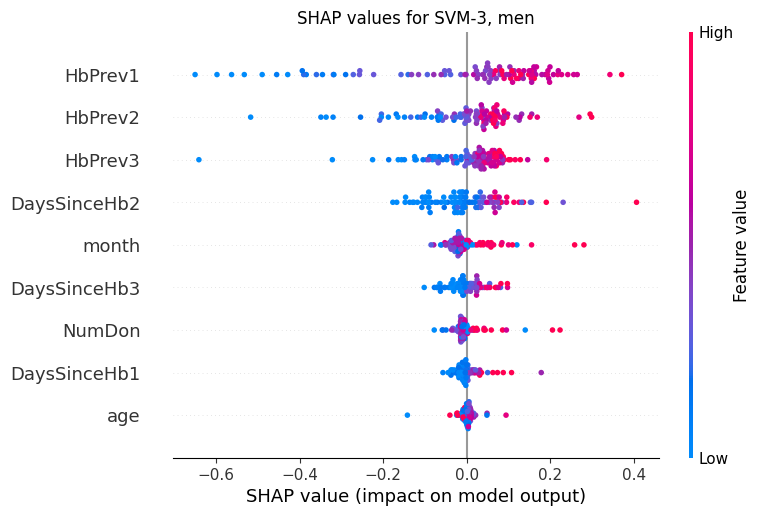 SHAP values for SVM-3, men
High
HbPrev1
HbPrev2
HbPrev3
DaysSinceHb2
month
DaysSinceHb3
NumDon
DaysSinceHb1
age
Feature value
Low
−0.6 −0.4 −0.2 0.0 0.2 0.4
SHAP value (impact on model output)